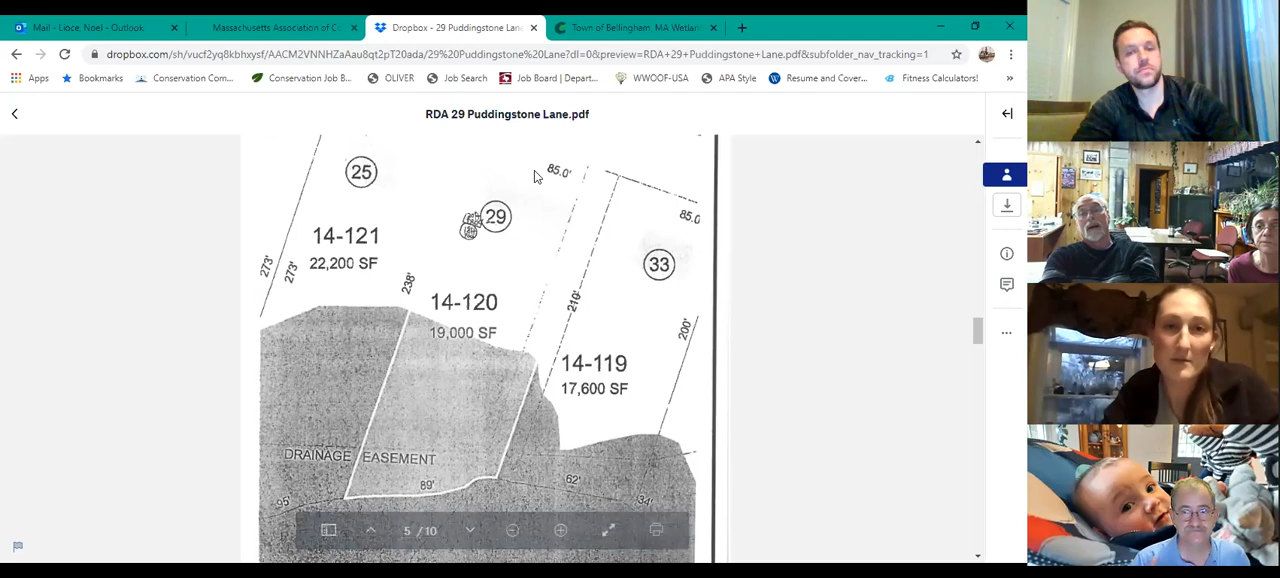 Mail - Lioce, Noel - Outlook
Massachusetts Association of C
Dropbox - 29 Puddingstone Lan
Town of Bellingham, MA Wetlan
dropbox.com/sh/vucf2yq8kbhxysf/AACM2VNNHZaAau8qt2pT20ada/29%20Puddingstone%20Lane?dl=0&preview=RDA+29+Puddingstone+Lane.pdf&subfolder_nav_tracking=1
Apps
Bookmarks
Conservation Com...
Conservation Job B...
OLIVER
Job Search
Job Board | Depart...
WWOOF-USA
APA Style
Resume and Cover...
Fitness Calculators!
»
RDA 29 Puddingstone Lane.pdf
25
85.0'
29
85.0
14-121
22,200 SF
33
273'
273'
238'
14-120
19,000 SF
210'
200'
14-119
17,600 SF
DRAINAGE EASEMENT
89'
62'
95'
34'
5 / 10